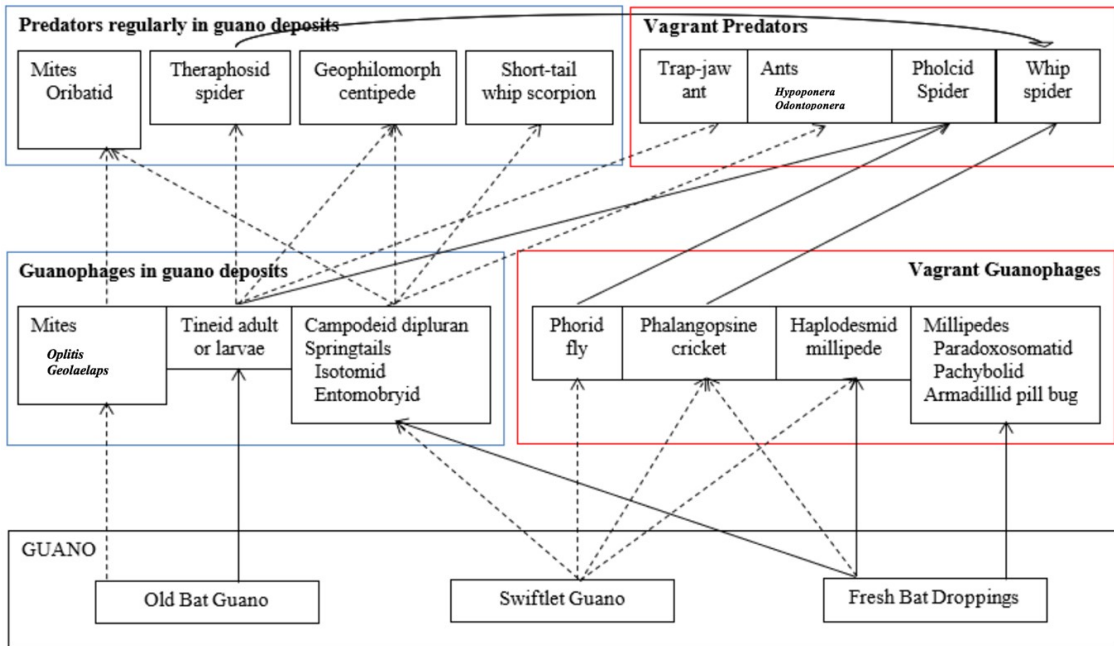 Predators regularly in guano deposits
Mites
Oribatid
Theraphosid
spider
Geophilomorph
centipede
Short-tail
whip scorpion
Vagrant Predators
Trap-jaw
ant
Ants
Hypoponera
Odontoponera
Pholcid
Spider
Whip
spider
Guanophages in guano deposits
Mites
Oplitis
Geolaelaps
Tineid adult
or larvae
Campodeid dipluran
Springtails
Isotomid
Entomobryid
Vagrant Guanophages
Phorid
fly
Phalangopsine
cricket
Haplodesmid
millipede
Millipedes
Paradoxosomatid
Pachybolid
Armadillid pill bug
GUANO
Old Bat Guano
Swiftlet Guano
Fresh Bat Droppings